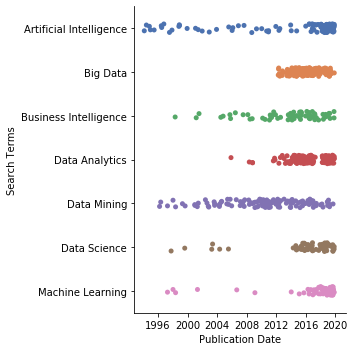 Artificial Intelligence
Big Data
Business Intelligence
Data Analytics
Data Mining
Data Science
Machine Learning
Search Terms
1996 2000 2004 2008 2012 2016 2020
Publication Date